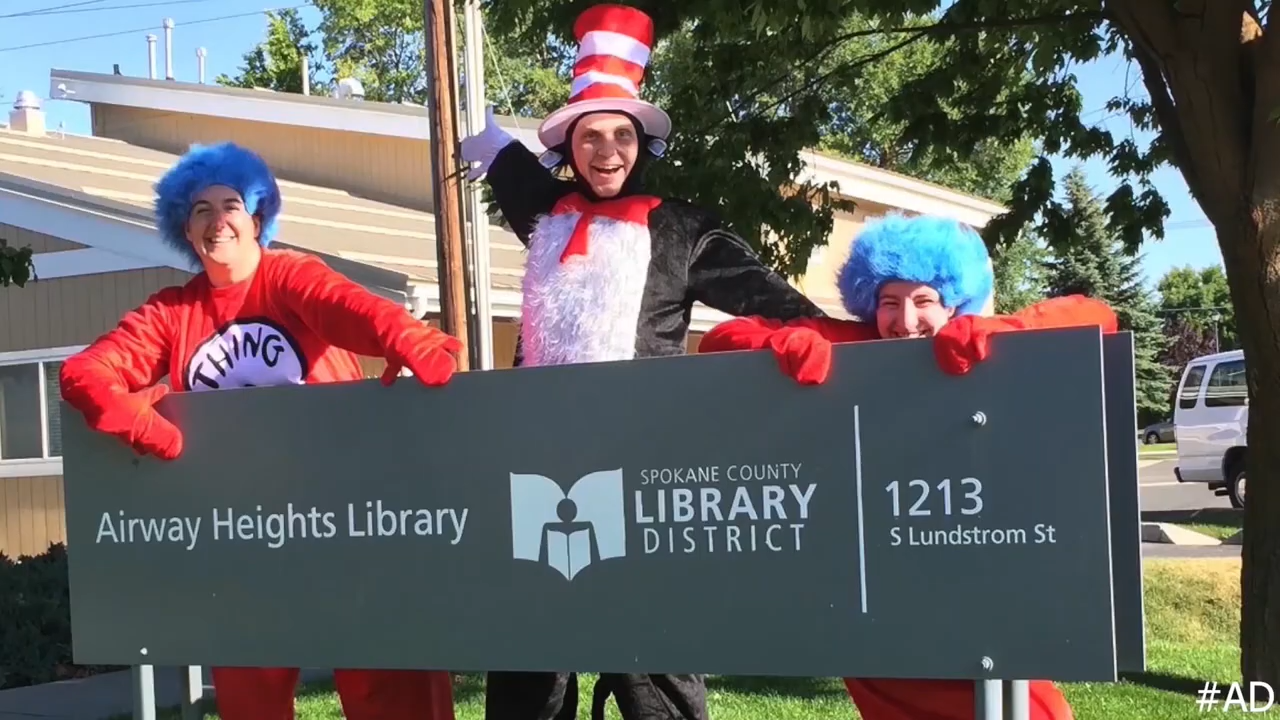 THING
Airway Heights Library
SPOKANE COUNTY
LIBRARY
DISTRICT
1213
S Lundstrom St
#AD